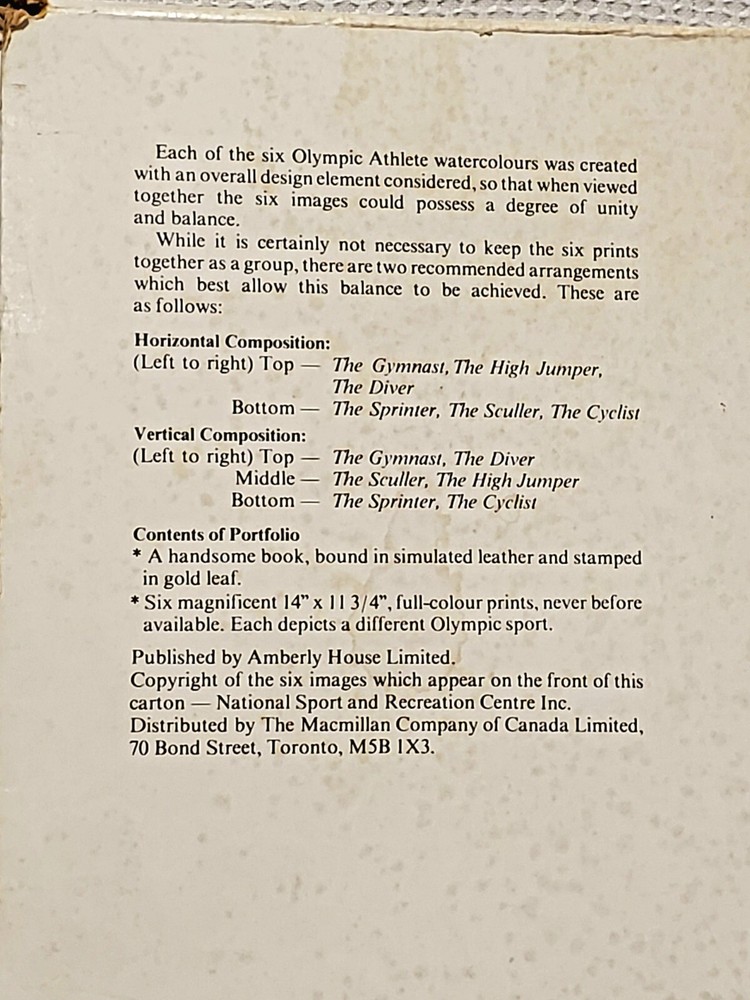 Each of the six Olympic Athlete watercolours was created
with an overall design element considered, so that when viewed
together the six images could possess a degree of unity
and balance.
While it is certainly not necessary to keep the six prints
together as a group, there are two recommended arrangements
which best allow this balance to be achieved. These are
as follows:
Horizontal Composition:
(Left to right) Top — The Gymnast, The High Jumper,
The Diver
Bottom — The Sprinter, The Sculler, The Cyclist
Vertical Composition:
(Left to right) Top — The Gymnast, The Diver
Middle — The Sculler, The High Jumper
Bottom — The Sprinter, The Cyclist
Contents of Portfolio
* A handsome book, bound in simulated leather and stamped
in gold leaf.
* Six magnificent 14” x 11 3/4”, full-colour prints, never before
available. Each depicts a different Olympic sport.
Published by Amberly House Limited.
Copyright of the six images which appear on the front of this
carton — National Sport and Recreation Centre Inc.
Distributed by The Macmillan Company of Canada Limited,
70 Bond Street, Toronto, M5B 1X3.